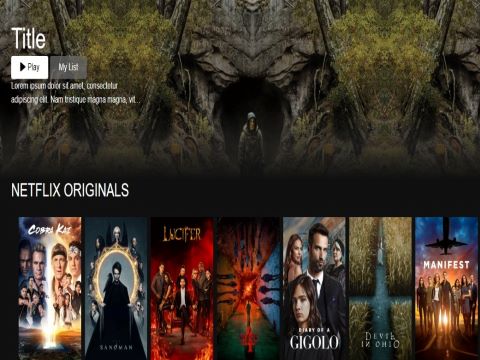 Title
Play
My List
Lorem ipsum dolor sit amet, consectetur
adipiscing elit. Nam tristique magna magna, vit...
NETFLIX ORIGINALS
COBRA KAI
SANDMAN
LUCIFER
DIARY OF A
GIGOLO
DEVIL
IN OHIO
MANIFEST